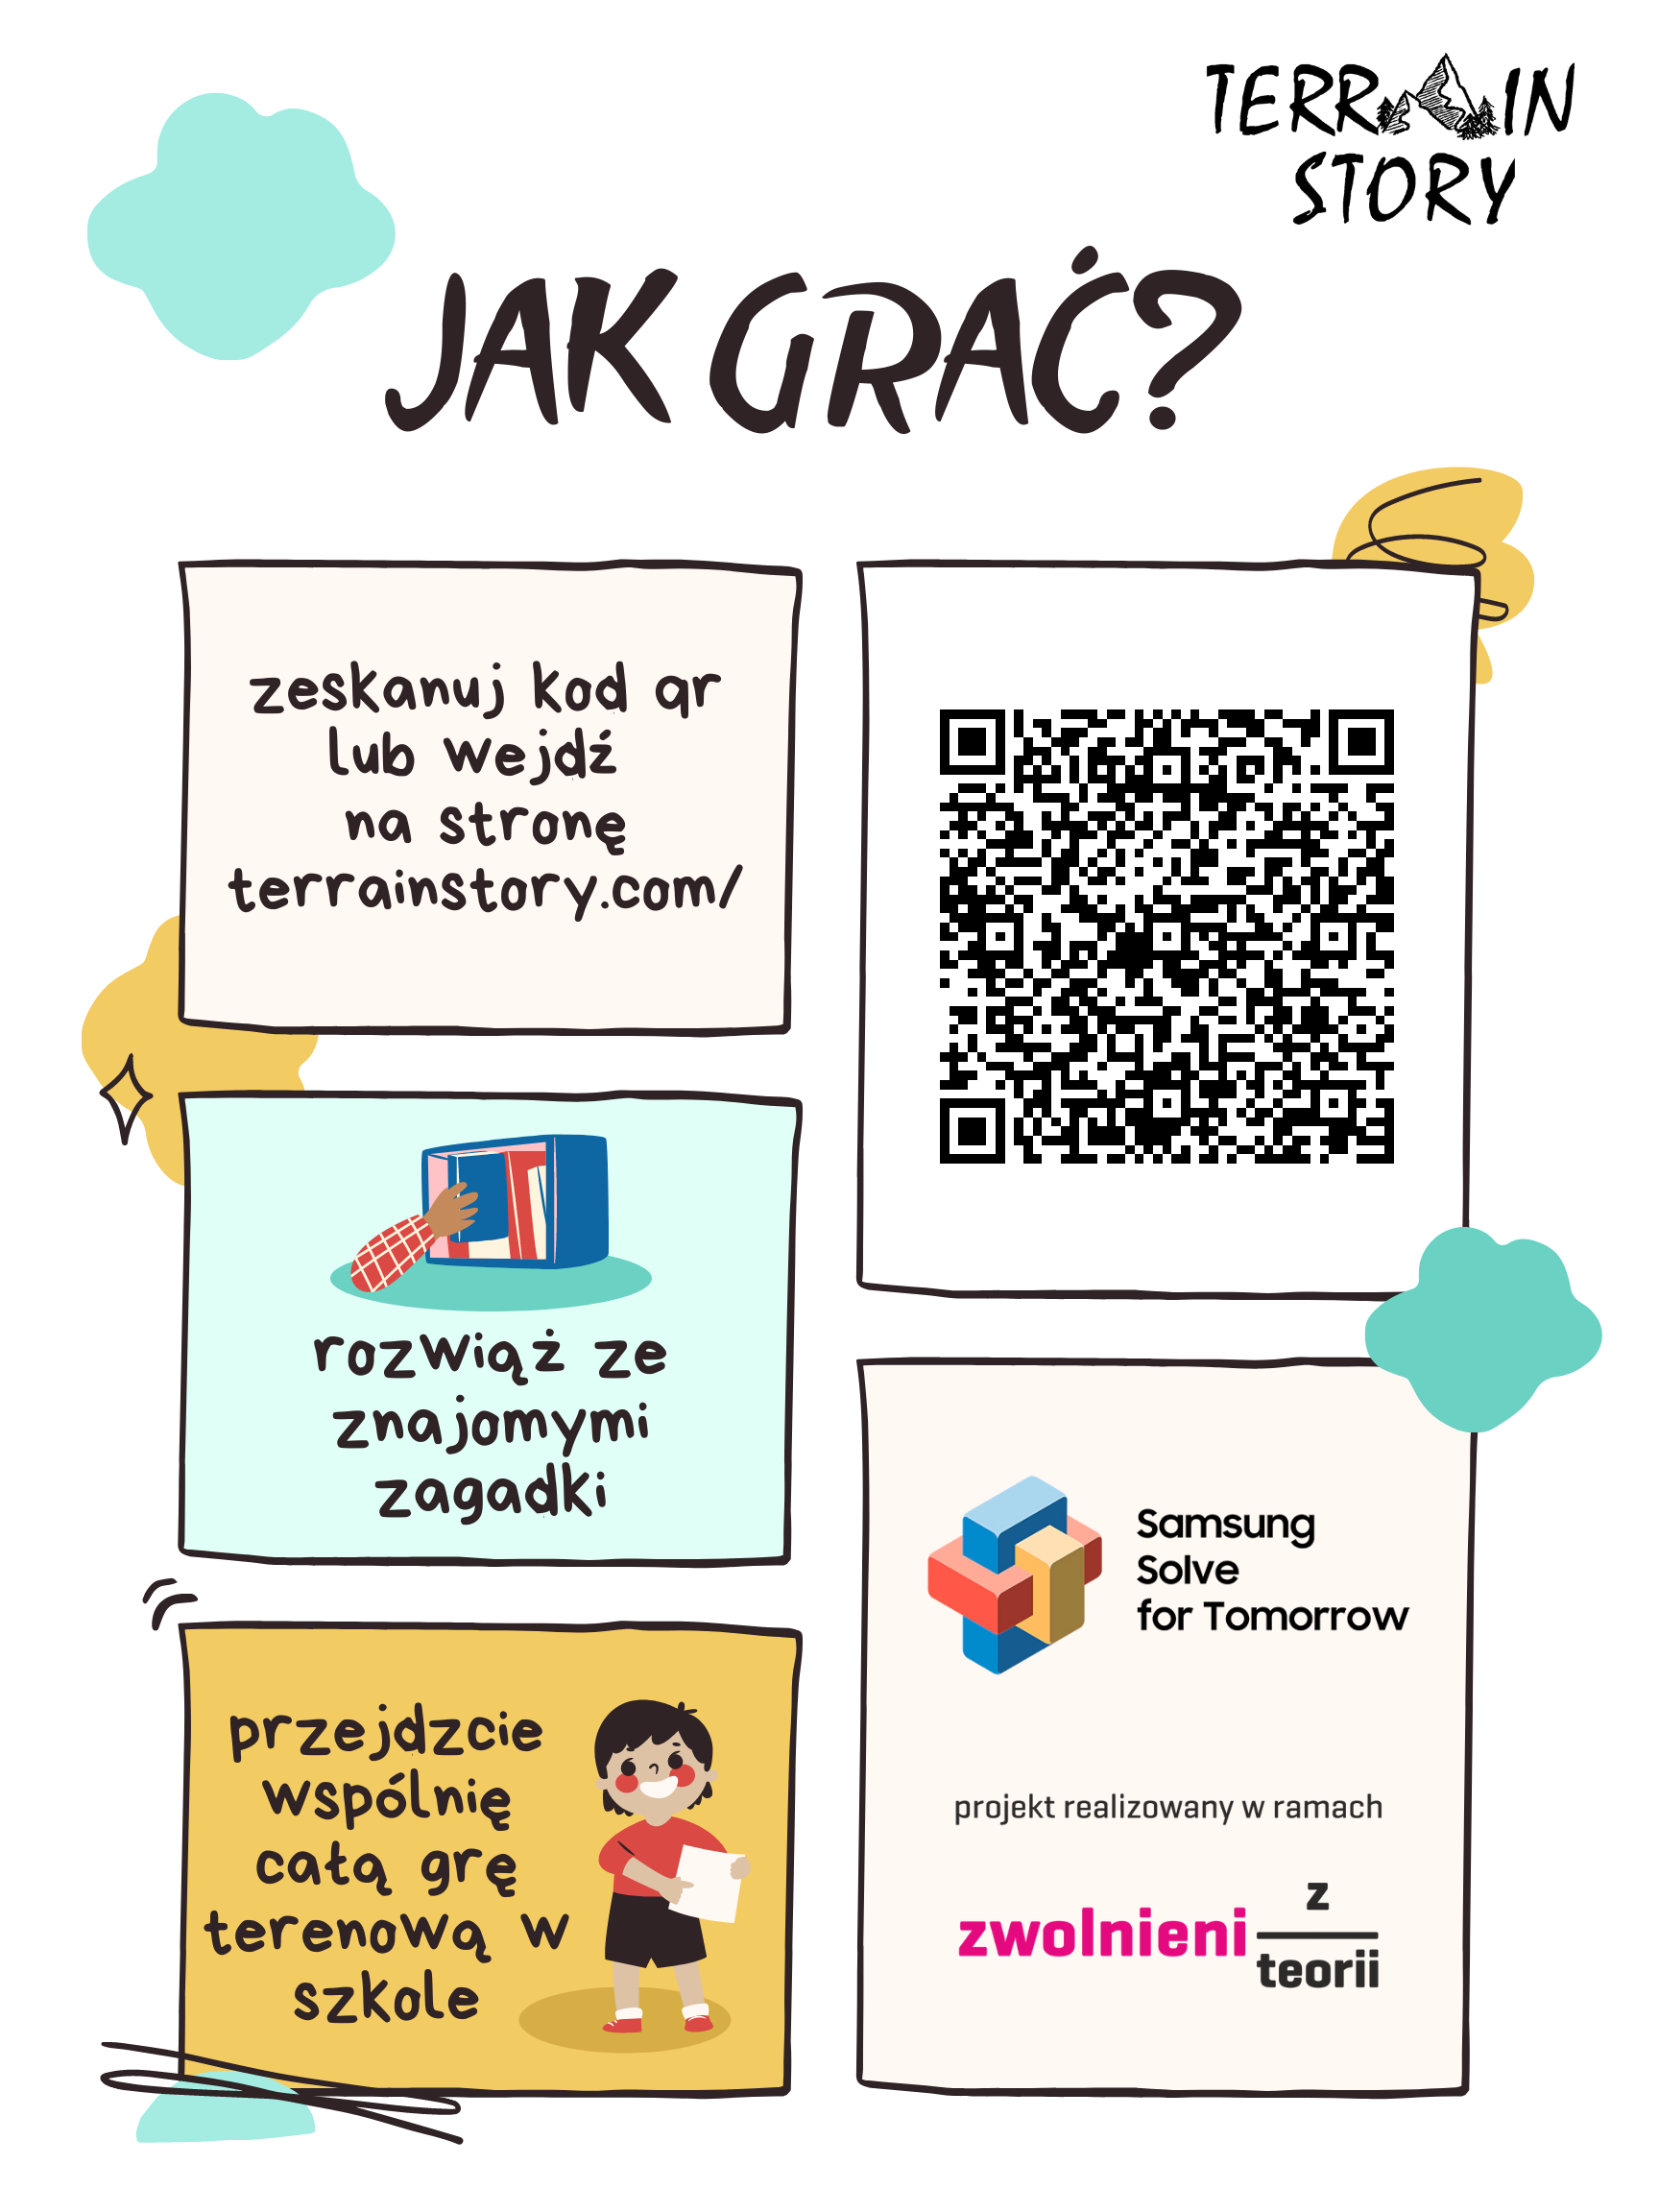 TERRAIN
STORY
JAK GRAĆ?
zeskanuj kod qr
lub wejdź
na stronę
terrainstory.com/
rozwiąż ze
znajomymi
zagadki
przejdzcie
wspólnię
całą grę
terenową w
szkole
Samsung
Solve
for Tomorrow
projekt realizowany w ramach
zwolnieni z
teorii